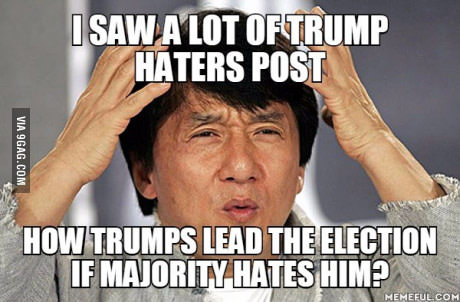 I SAW A LOT OF TRUMP
HATERS POST
VIA 9GAG.COM
HOW TRUMPS LEAD THE ELECTION
IF MAJORITY HATES HIM?
MEMEFUL.COM